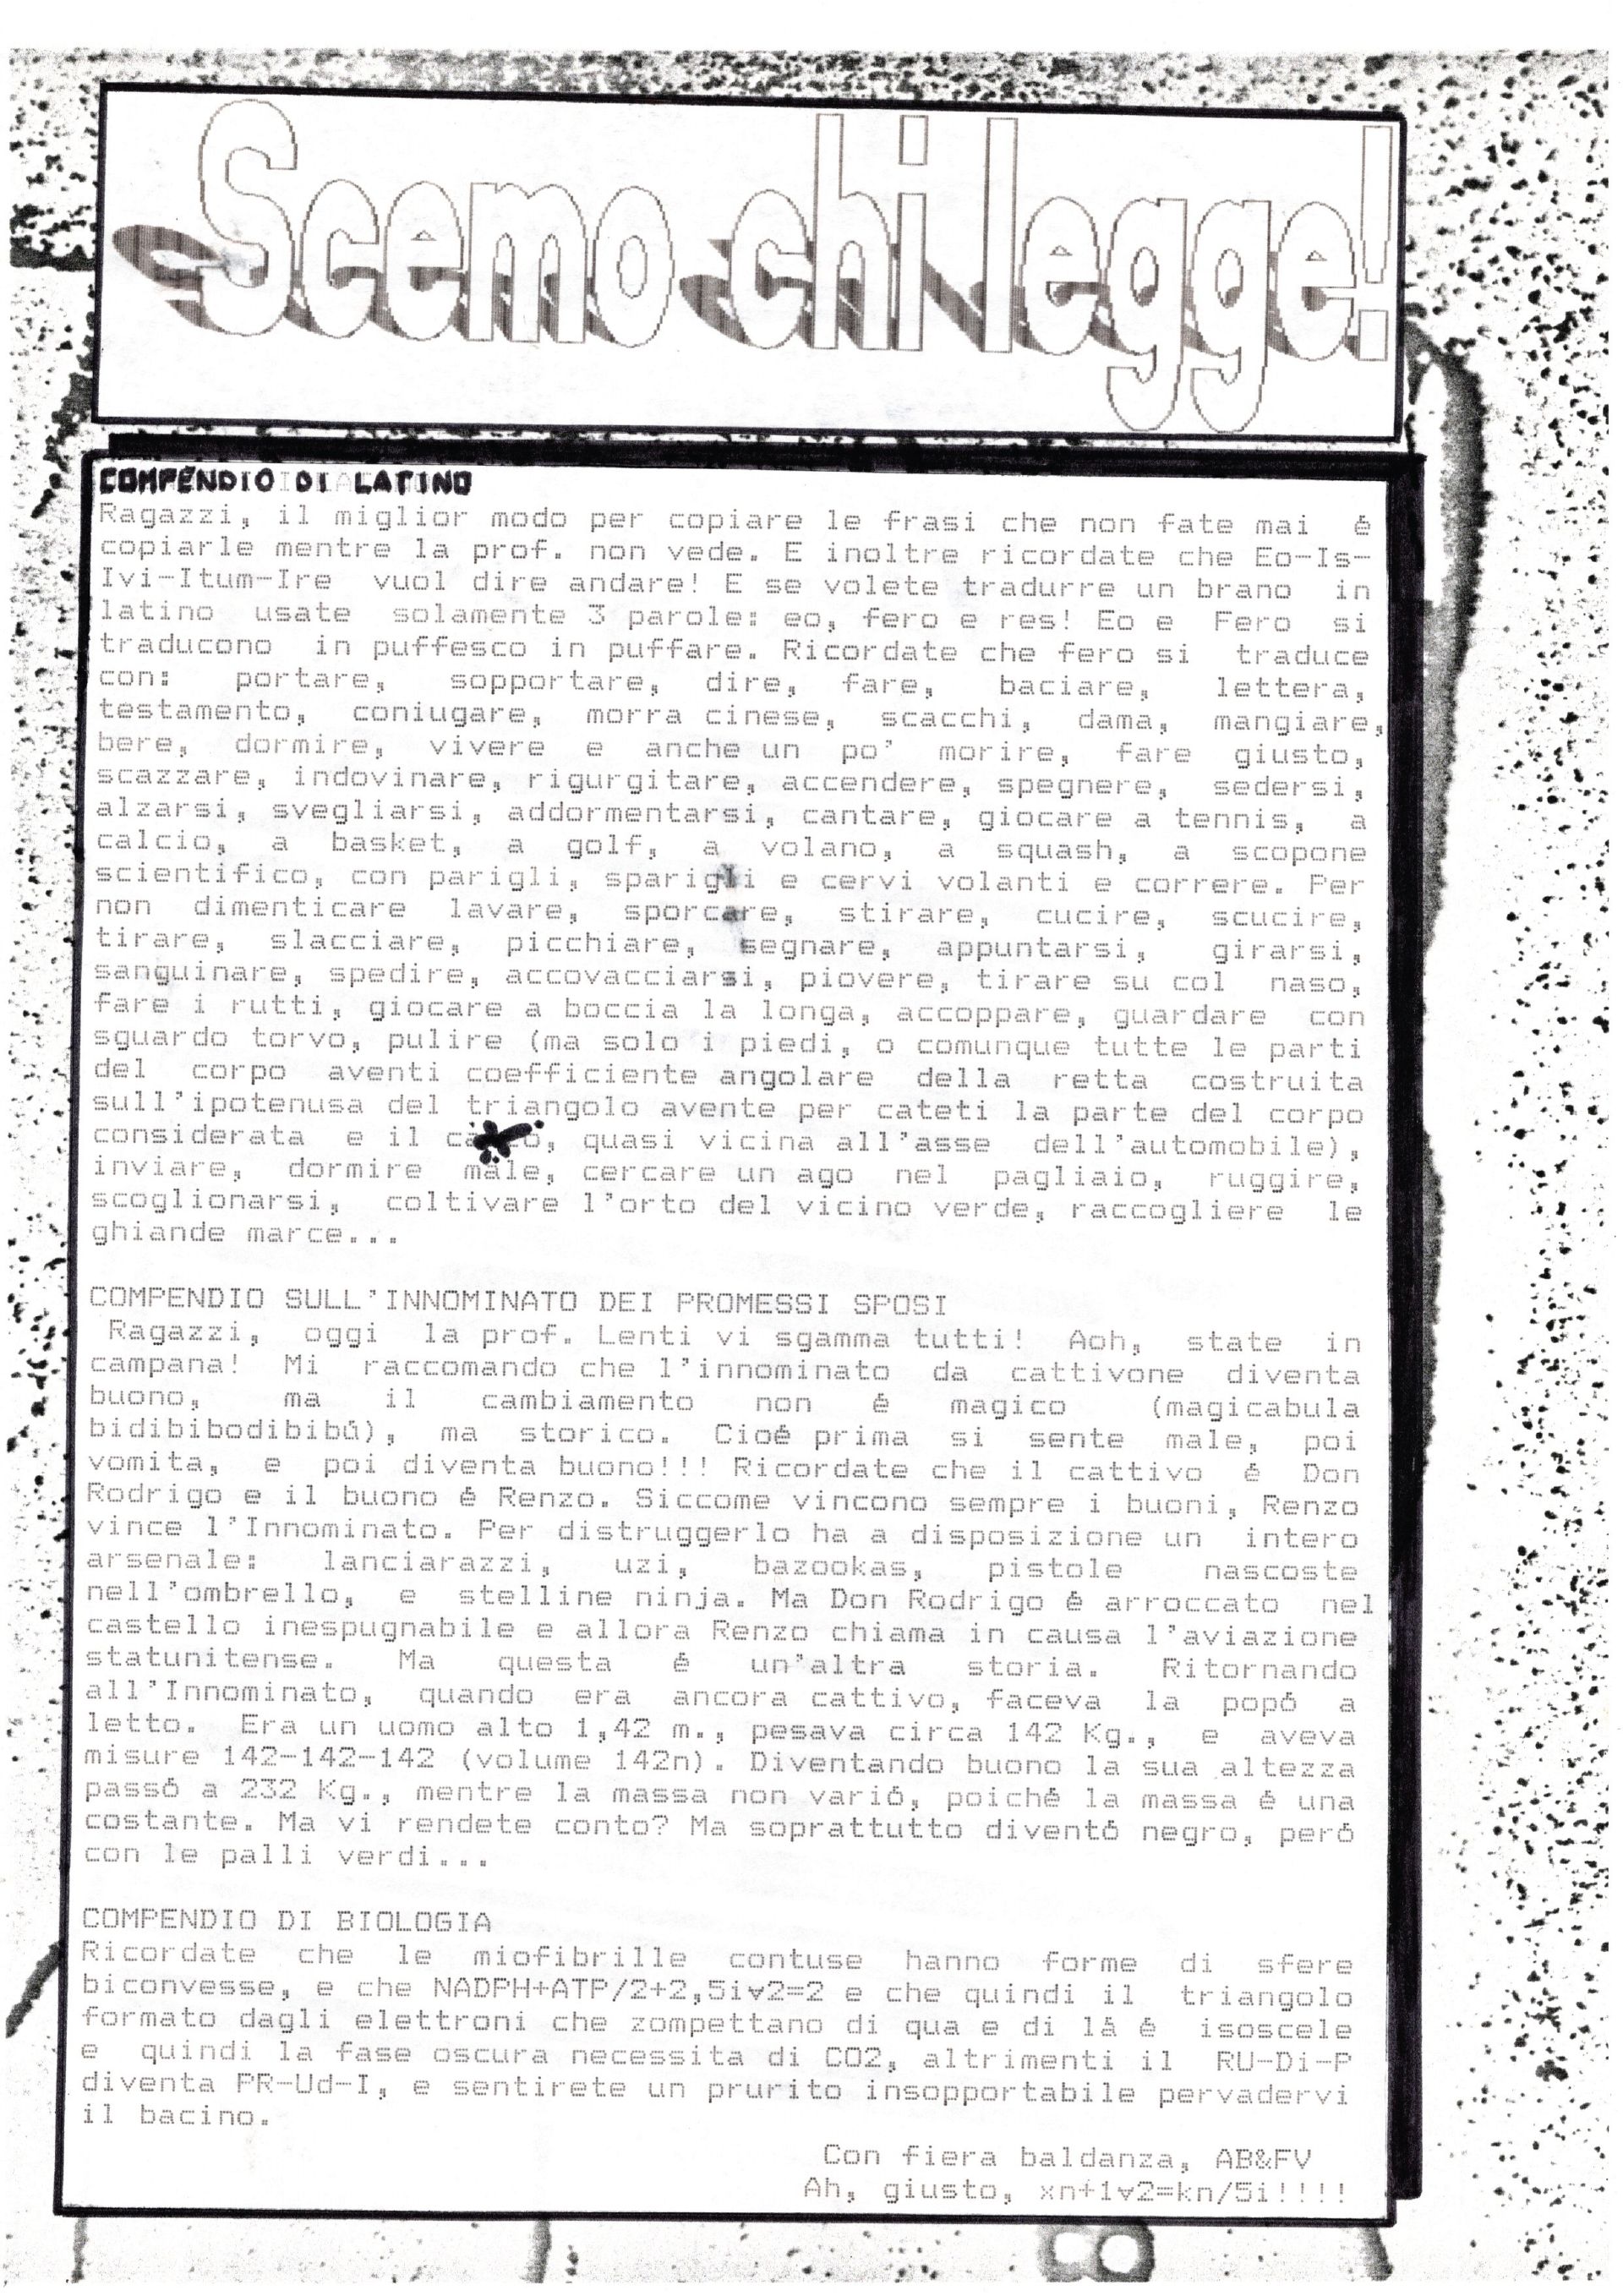 Scemo chi legge!
COMPENDIO DI LATINO
Ragazzi, il miglior modo per copiare le frasi che non fate mai é
copiarle mentre la prof. non vede. E inoltre ricordate che Eo-Is-
Ivi-Itum-Ire vuol dire andare! E se volete tradurre un brano in
latino usate solamente 3 parole: eo, fero e res! Eo e Fero si
traducono in puffesco in puffare. Ricordate che fero si traduce
con: portare, sopportare, dire, fare, baciare, lettera,
testamento, coniugare, morra cinese, scacchi, dama, mangiare,
bere, dormire, vivere e anche un po' morire, fare giusto,
scazzare, indovinare, rigurgitare, accendere, spegnere, sedersi,
alzarsi, svegliarsi, addormentarsi, cantare, giocare a tennis, a
calcio, a basket, a golf, a volano, a squash, a scopone
scientifico, con parigli, sparigli e cervi volanti e correre. Per
non dimenticare lavare, sporcare, stirare, cucire, scucire,
tirare, slacciare, picchiare, segnare, appuntarsi, girarsi,
sanguinare, spedire, accovacciarsi, piovere, tirare su col naso,
fare i rutti, giocare a boccia la longa, accoppare, guardare con
sguardo torvo, pulire (ma solo i piedi, o comunque tutte le parti
del corpo aventi coefficiente angolare della retta costruita
sull'ipotenusa del triangolo avente per cateti la parte del corpo
considerata e il quasi vicina all'asse dell'automobile),
inviare, dormire male, cercare un ago nel pagliaio, ruggire,
scoglionarsi, coltivare l'orto del vicino verde, raccogliere le
ghiande marce...
COMPENDIO SULL'INNOMINATO DEI PROMESSI SPOSI
Ragazzi, oggi la prof. Lenti vi sgamma tutti! Aoh, state in
campana! Mi raccomando che l'innominato da cattivone diventa
buono, ma il cambiamento non é magico (magicabula
bidibibodibibú), ma storico. Cioé prima si sente male, poi
vomita, e poi diventa buono!!! Ricordate che il cattivo é Don
Rodrigo e il buono é Renzo. Siccome vincono sempre i buoni, Renzo
vince l'Innominato. Per distruggerlo ha a disposizione un intero
arsenale: lanciarazzi, uzi, bazookas, pistole nascoste
nell'ombrello, e stelline ninja. Ma Don Rodrigo é arroccato nel
castello inespugnabile e allora Renzo chiama in causa l'aviazione
statunitense. Ma questa é un'altra storia. Ritornando
all'Innominato, quando era ancora cattivo, faceva la popó a
letto. Era un uomo alto 1,42 m., pesava circa 142 Kg., e aveva
misure 142-142-142 (volume 142n). Diventando buono la sua altezza
passó a 232 Kg., mentre la massa non varió, poiché la massa é una
costante. Ma vi rendete conto? Ma soprattutto diventó negro, peró
con le palli verdi...
COMPENDIO DI BIOLOGIA
Ricordate che le miofibrille contuse hanno forme di sfere
biconvesse, e che NADPH+ATP/2+2,5i√2=2 e che quindi il triangolo
formato dagli elettroni che zompettano di qua e di lá é isoscele
e quindi la fase oscura necessita di CO2, altrimenti il RU-Di-P
diventa PR-Ud-I, e sentirete un prurito insopportabile pervadervi
il bacino.
Con fiera baldanza, AB&FV
Ah, giusto, xn+1√2=kn/5i!!!!